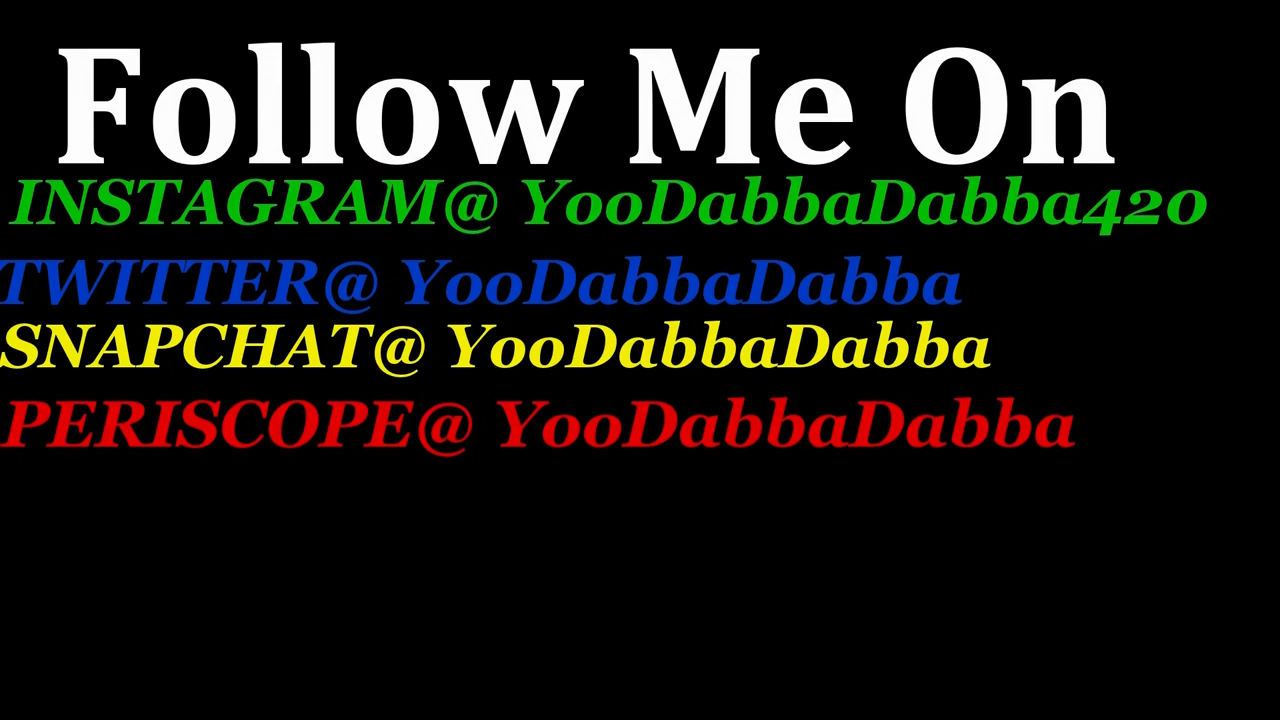 Follow Me On
INSTAGRAM@ YooDabbaDabba420
TWITTER@ YooDabbaDabba
SNAPCHAT@ YooDabbaDabba
PERISCOPE@ YooDabbaDabba